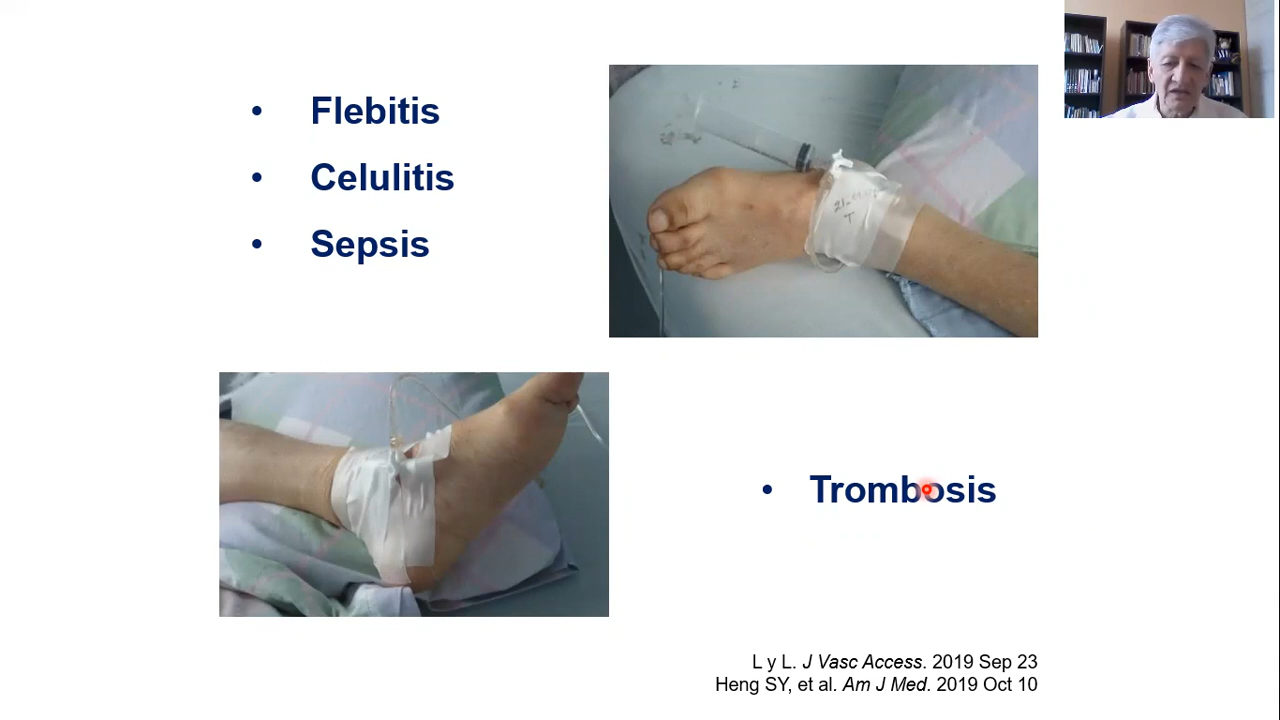 • Flebitis
• Celulitis
• Sepsis
• Trombosis
L y L. J Vasc Access. 2019 Sep 23
Heng SY, et al. Am J Med. 2019 Oct 10